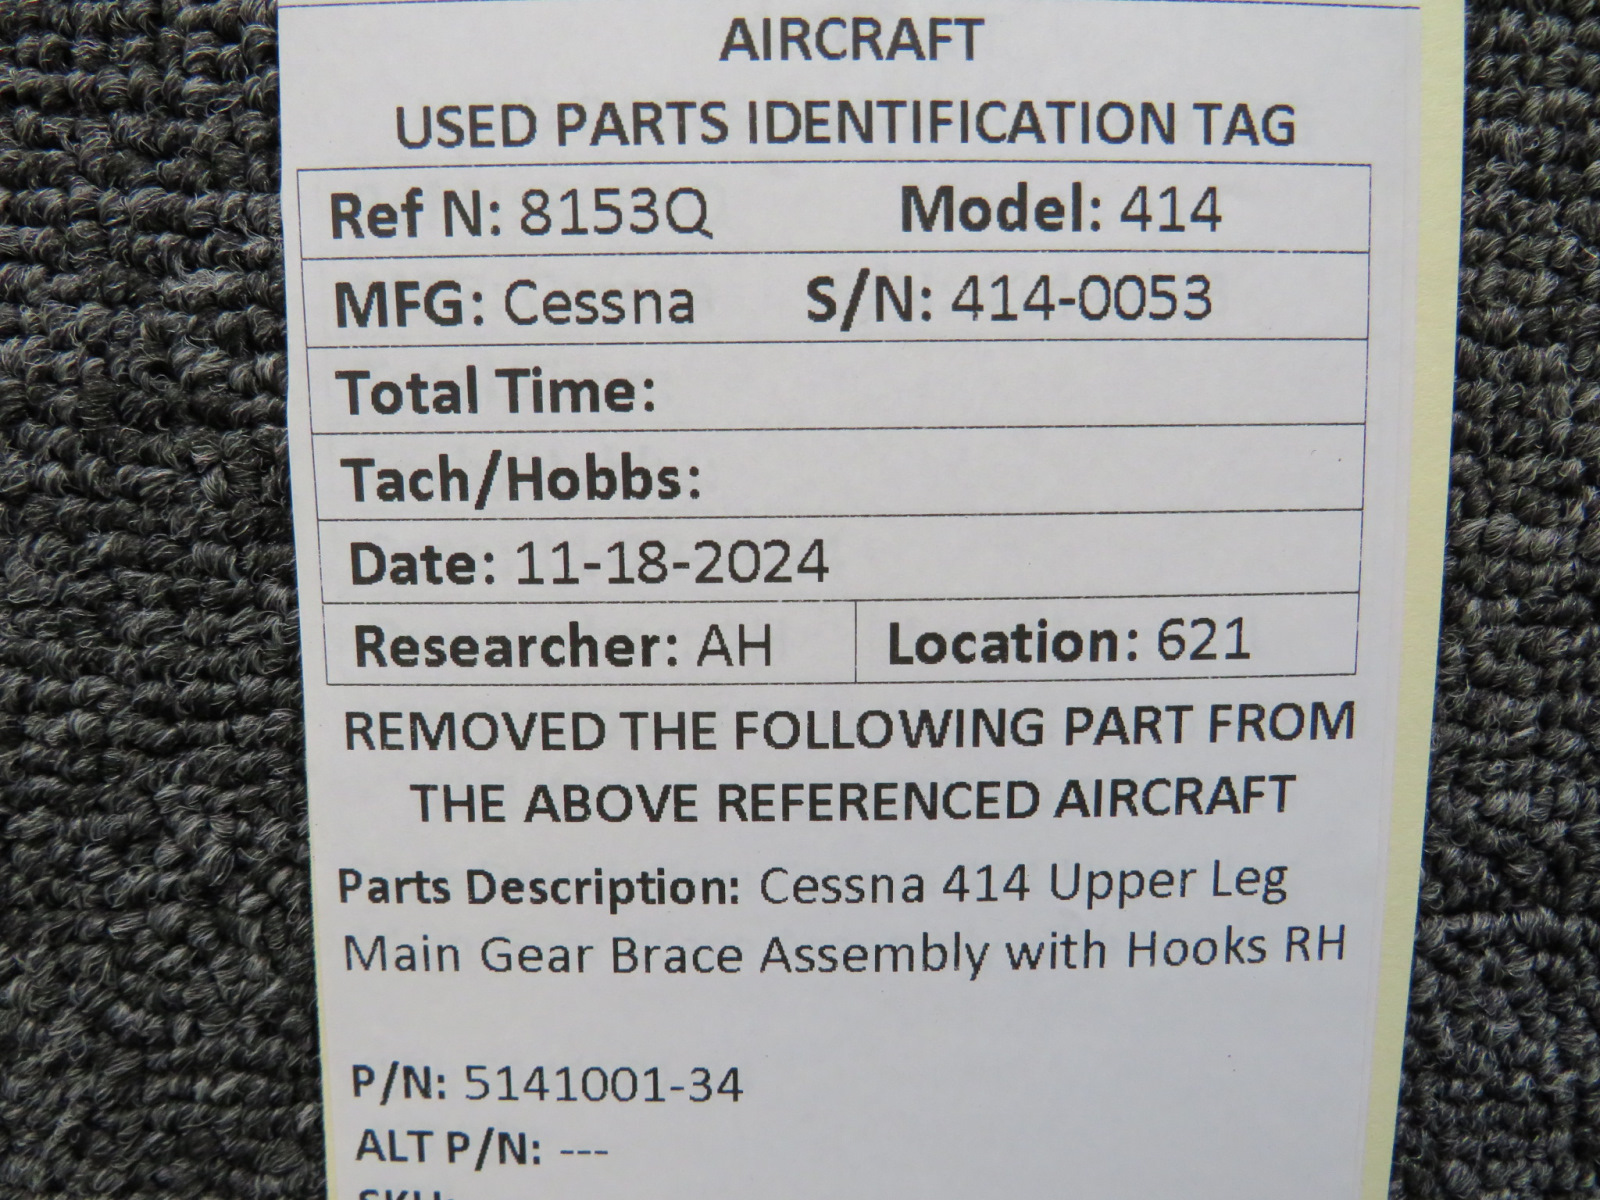 AIRCRAFT
USED PARTS IDENTIFICATION TAG
Ref N: 8153Q Model: 414
MFG: Cessna S/N: 414-0053
Total Time:
Tach/Hobbs:
Date: 11-18-2024
Researcher: AH Location: 621
REMOVED THE FOLLOWING PART FROM
THE ABOVE REFERENCED AIRCRAFT
Parts Description: Cessna 414 Upper Leg
Main Gear Brace Assembly with Hooks RH
P/N: 5141001-34
ALT P/N: ---
SKU: